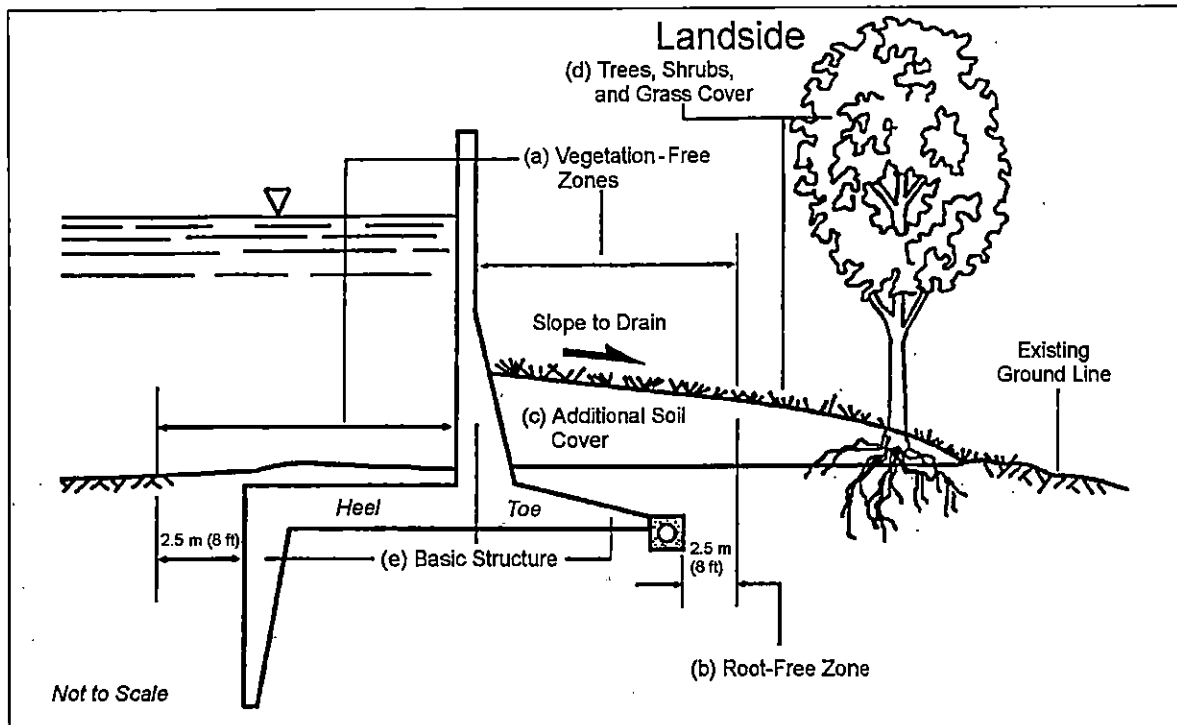 Landside
(d) Trees, Shrubs,
and Grass Cover
(a) Vegetation-Free
Zones
Slope to Drain
Existing
Ground Line
(c) Additional Soil
Cover
Heel
Toe
2.5 m (8 ft)
(e) Basic Structure
2.5 m
(8 ft)
(b) Root-Free Zone
Not to Scale